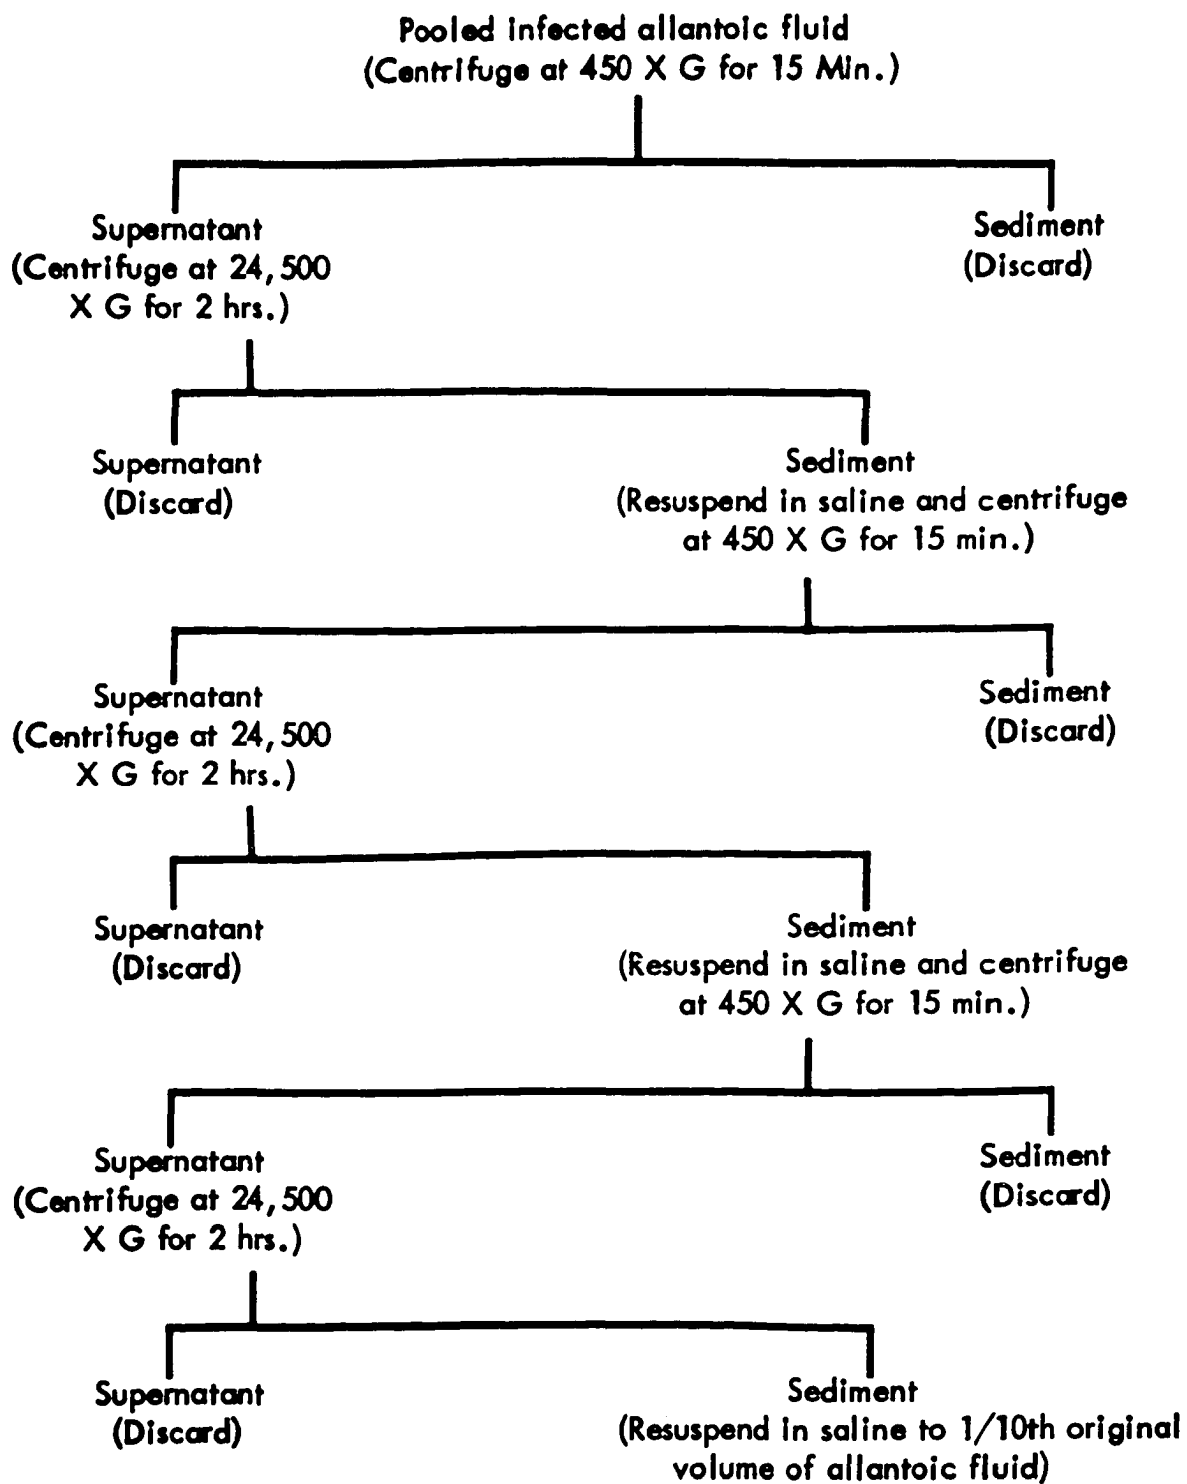 Pooled infected allantoic fluid
(Centrifuge at 450 X G for 15 Min.)
Supernatant
(Centrifuge at 24,500
X G for 2 hrs.)
Sediment
(Discard)
Supernatant
(Discard)
Sediment
(Resuspend in saline and centrifuge
at 450 X G for 15 min.)
Supernatant
(Centrifuge at 24,500
X G for 2 hrs.)
Sediment
(Discard)
Supernatant
(Discard)
Sediment
(Resuspend in saline and centrifuge
at 450 X G for 15 min.)
Supernatant
(Centrifuge at 24,500
X G for 2 hrs.)
Sediment
(Discard)
Supernatant
(Discard)
Sediment
(Resuspend in saline to 1/10th original
volume of allantoic fluid)